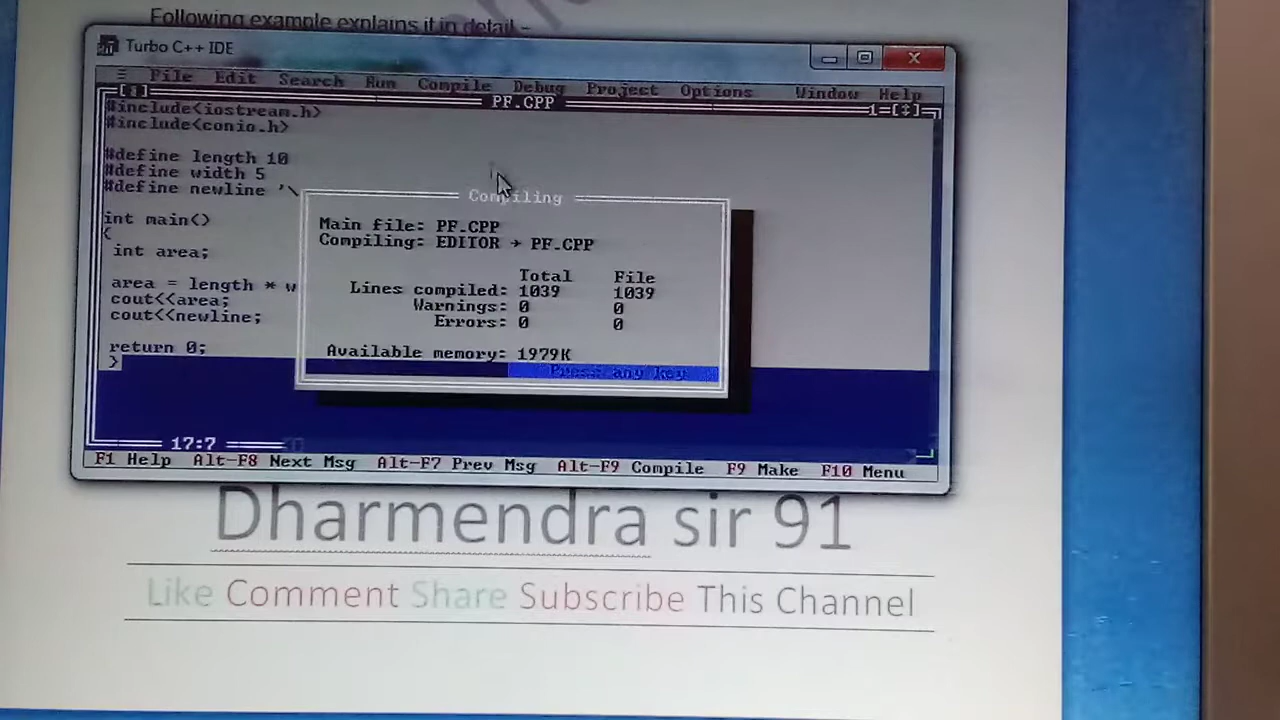 Following example explains it in detail –
Turbo C++ IDE
≡ File Edit Search Run Compile Debug Project Options Window Help
[↕] PF.CPP 1=[↕]
#include<iostream.h>
#include<conio.h>
#define length 10
#define width 5
#define newline '\
int main()
{
int area;
area = length * w
cout<<area;
cout<<newline;
return 0;
}
Compiling
Main file: PF.CPP
Compiling: EDITOR → PF.CPP
Total File
Lines compiled: 1039 1039
Warnings: 0 0
Errors: 0 0
Available memory: 1979K
Press any key
17:7
F1 Help Alt-F8 Next Msg Alt-F7 Prev Msg Alt-F9 Compile F9 Make F10 Menu
Dharmendra sir 91
Like Comment Share Subscribe This Channel